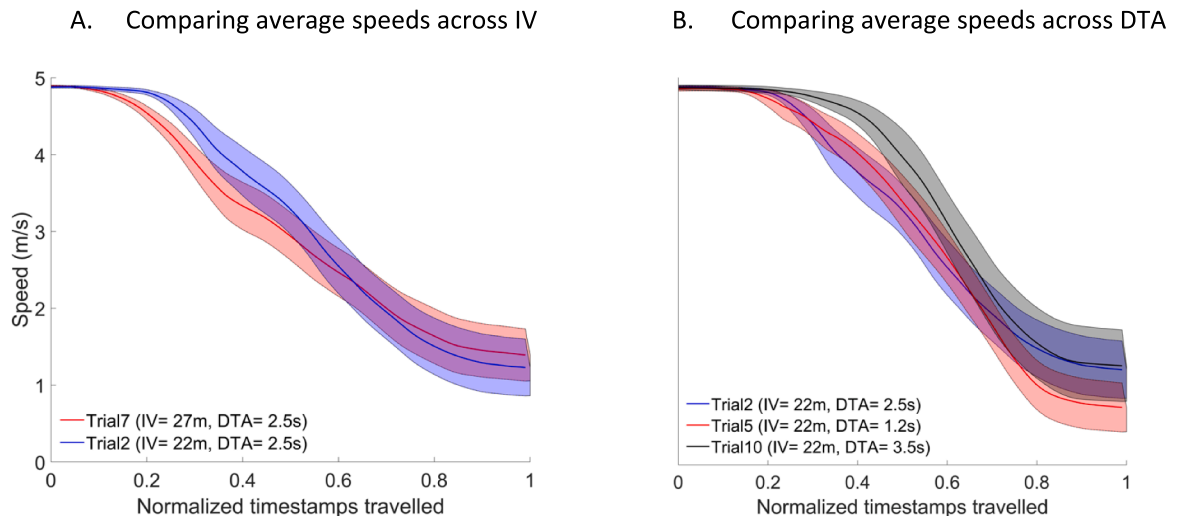 A. Comparing average speeds across IV
5
4
3
2
1
0
Speed (m/s)
Trial7 (IV= 27m, DTA= 2.5s)
Trial2 (IV= 22m, DTA= 2.5s)
0 0.2 0.4 0.6 0.8 1
Normalized timestamps travelled
B. Comparing average speeds across DTA
Trial2 (IV= 22m, DTA= 2.5s)
Trial5 (IV= 22m, DTA= 1.2s)
Trial10 (IV= 22m, DTA= 3.5s)
0 0.2 0.4 0.6 0.8 1
Normalized timestamps travelled